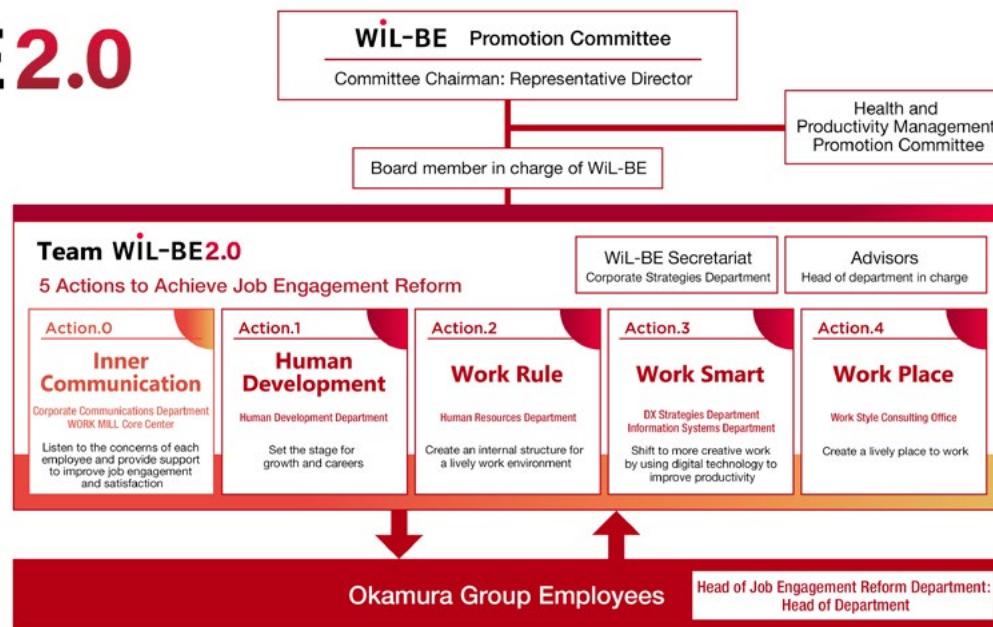 E 2.0
WiL-BE Promotion Committee
Committee Chairman: Representative Director
Health and
Productivity Management
Promotion Committee
Board member in charge of WiL-BE
Team WiL-BE2.0
5 Actions to Achieve Job Engagement Reform
WiL-BE Secretariat
Corporate Strategies Department
Advisors
Head of department in charge
Action.0
Inner
Communication
Corporate Communications Department
WORK MILL Core Center
Listen to the concerns of each
employee and provide support
to improve job engagement
and satisfaction
Action.1
Human
Development
Human Development Department
Set the stage for
growth and careers
Action.2
Work Rule
Human Resources Department
Create an internal structure for
a lively work environment
Action.3
Work Smart
DX Strategies Department
Information Systems Department
Shift to more creative work
by using digital technology to
improve productivity
Action.4
Work Place
Work Style Consulting Office
Create a lively place to work
Okamura Group Employees
Head of Job Engagement Reform Department:
Head of Department